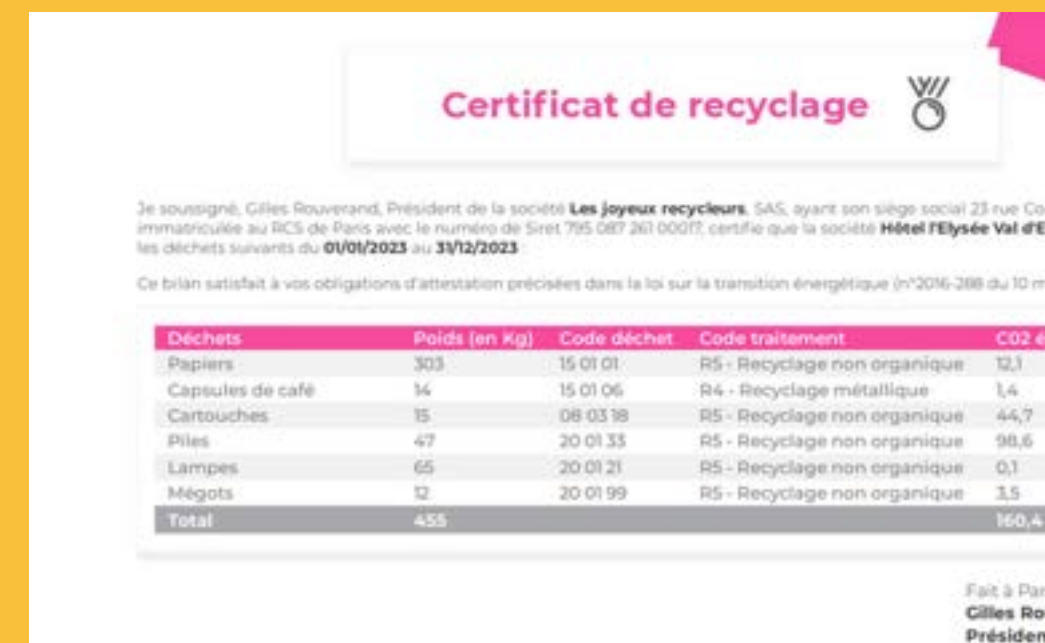 Certificat de recyclage
Je soussigné, Gilles Rouverand, Président de la société Les joyeux recycleurs, SAS, ayant son siège social 23 rue Co
immatriculée au RCS de Paris avec le numéro de Siret 795 087 261 00017, certifie que la société Hôtel l'Elysée Val d'E
les déchets suivants du 01/01/2023 au 31/12/2023
Ce bilan satisfait à vos obligations d'attestation précisées dans la loi sur la transition énergétique (n°2016-288 du 10 m
Déchets Poids (en Kg) Code déchet Code traitement C02 é
Papiers 303 15 01 01 R5 - Recyclage non organique 12,1
Capsules de café 14 15 01 06 R4 - Recyclage métallique 1,4
Cartouches 15 08 03 18 R5 - Recyclage non organique 44,7
Piles 47 20 01 33 R5 - Recyclage non organique 98,6
Lampes 65 20 01 21 R5 - Recyclage non organique 0,1
Mégots 12 20 01 99 R5 - Recyclage non organique 3,5
Total 455 160,4
Fait à Par
Gilles Ro
Présiden